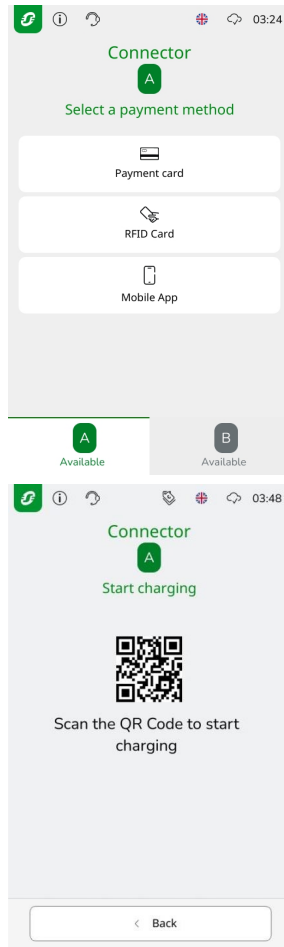 03:24
Connector
A
Select a payment method
Payment card
RFID Card
Mobile App
A
Available
B
Available
03:48
Connector
A
Start charging
Scan the QR Code to start
charging
< Back